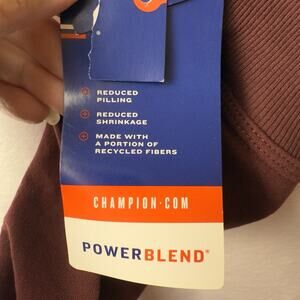 REDUCED
PILLING
REDUCED
SHRINKAGE
MADE WITH
A PORTION OF
RECYCLED FIBERS
CHAMPION.COM
POWERBLEND®